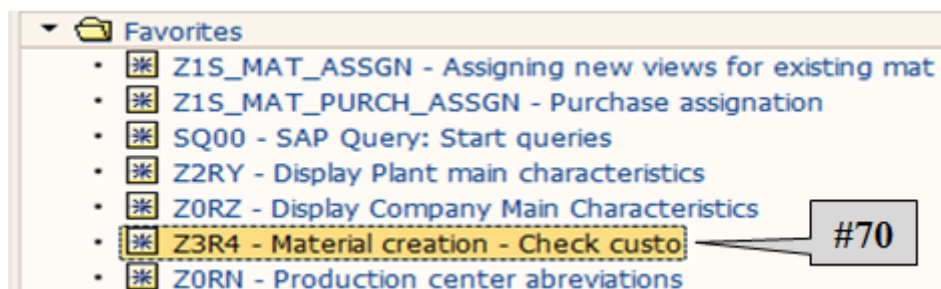 Favorites
Z1S_MAT_ASSGN - Assigning new views for existing mat
Z1S_MAT_PURCH_ASSGN - Purchase assignation
SQ00 - SAP Query: Start queries
Z2RY - Display Plant main characteristics
Z0RZ - Display Company Main Characteristics
Z3R4 - Material creation - Check custo
#70
Z0RN - Production center abreviations